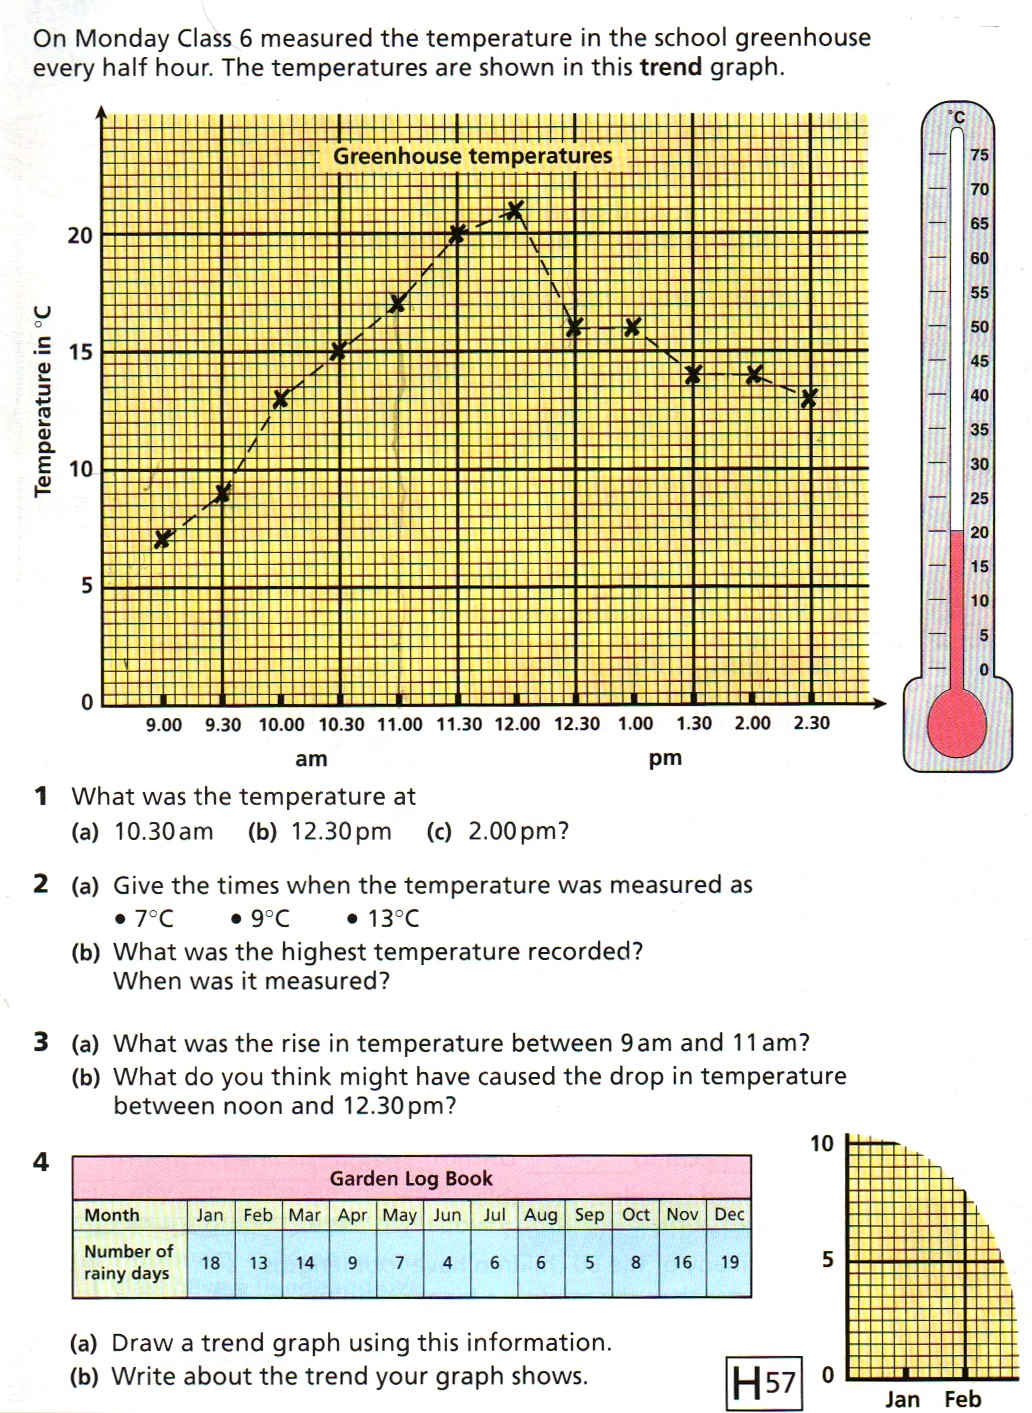 On Monday Class 6 measured the temperature in the school greenhouse
every half hour. The temperatures are shown in this trend graph.
Greenhouse temperatures
Temperature in °C
20
15
10
5
0
9.00 9.30 10.00 10.30 11.00 11.30 12.00 12.30 1.00 1.30 2.00 2.30
am pm
°C
75
70
65
60
55
50
45
40
35
30
25
20
15
10
5
0
1 What was the temperature at
(a) 10.30 am (b) 12.30 pm (c) 2.00 pm?
2 (a) Give the times when the temperature was measured as
• 7°C • 9°C • 13°C
(b) What was the highest temperature recorded?
When was it measured?
3 (a) What was the rise in temperature between 9 am and 11 am?
(b) What do you think might have caused the drop in temperature
between noon and 12.30 pm?
4
Garden Log Book
Month Jan Feb Mar Apr May Jun Jul Aug Sep Oct Nov Dec
Number of
rainy days 18 13 14 9 7 4 6 6 5 8 16 19
10
5
0
Jan Feb
(a) Draw a trend graph using this information.
(b) Write about the trend your graph shows.
H 57